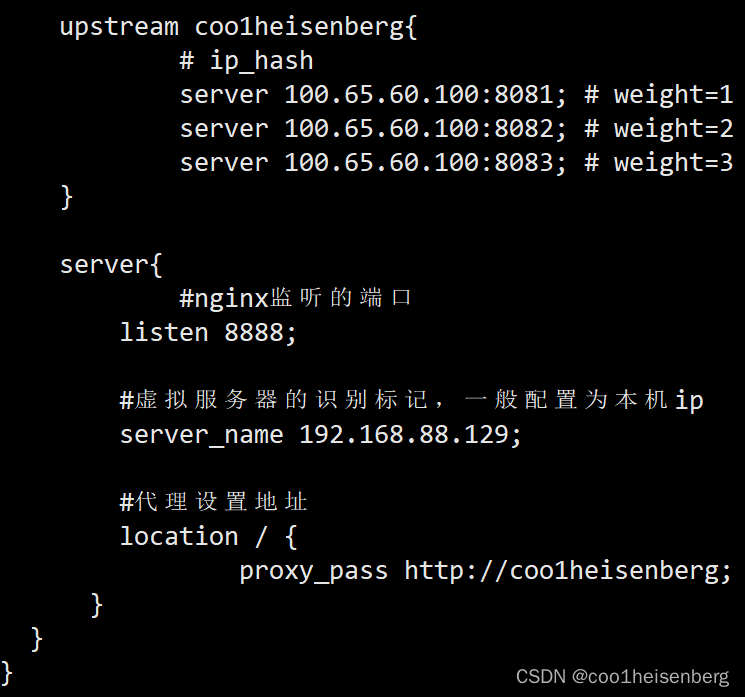 upstream coo1heisenberg{
# ip_hash
server 100.65.60.100:8081; # weight=1
server 100.65.60.100:8082; # weight=2
server 100.65.60.100:8083; # weight=3
}
server{
#nginx监听的端口
listen 8888;
#虚拟服务器的识别标记，一般配置为本机ip
server_name 192.168.88.129;
#代理设置地址
location / {
proxy_pass http://coo1heisenberg;
}
}
}
CSDN @coo1heisenberg